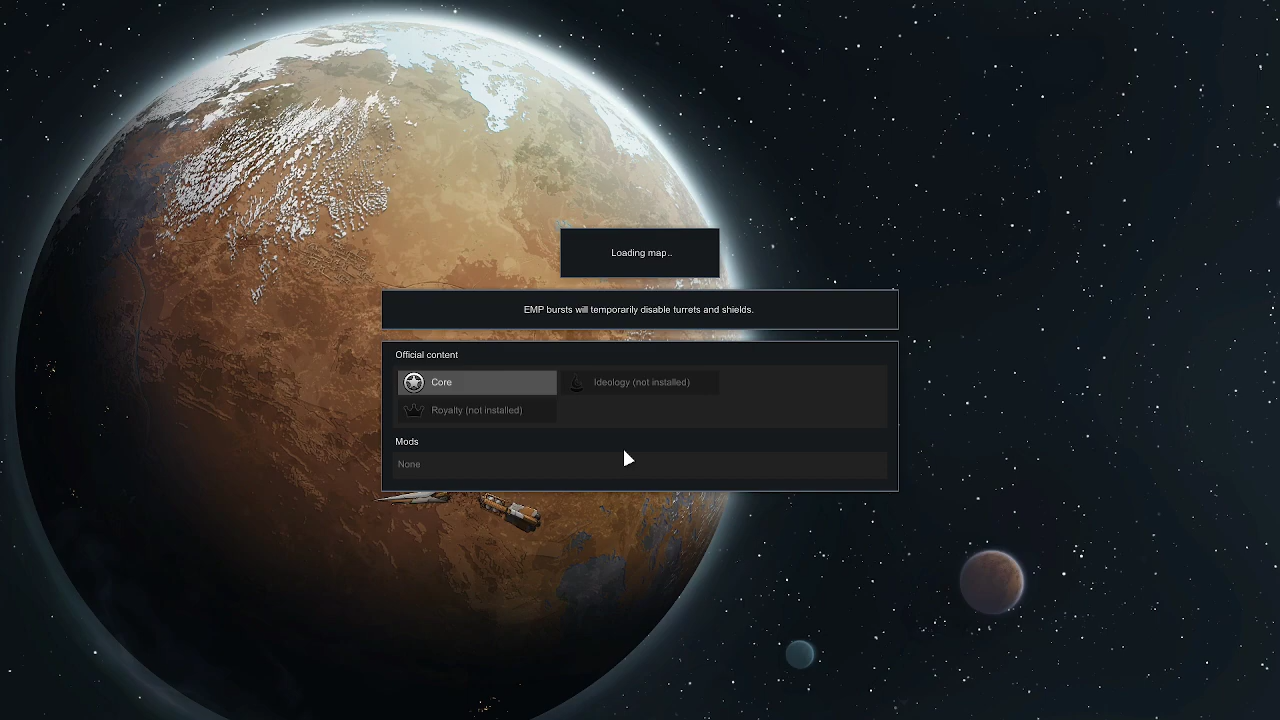 Loading map..
EMP bursts will temporarily disable turrets and shields.
Official content
Core
Ideology (not installed)
Royalty (not installed)
Mods
None